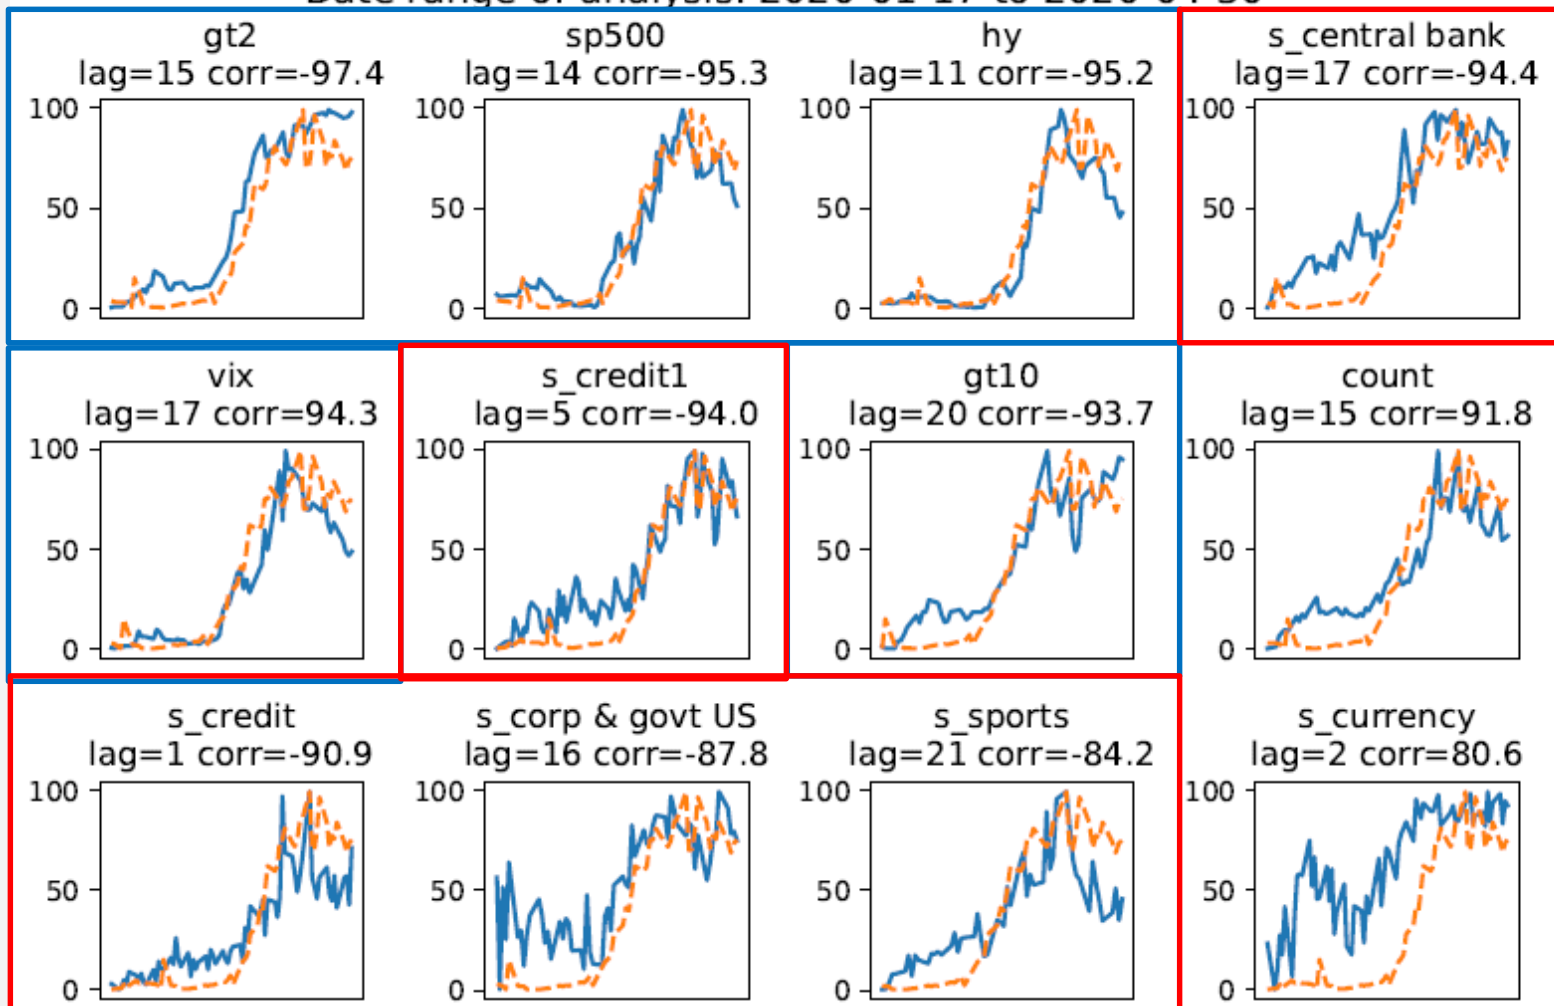 gt2
lag=15 corr=-97.4
100
50
0
sp500
lag=14 corr=-95.3
100
50
0
hy
lag=11 corr=-95.2
100
50
0
s_central bank
lag=17 corr=-94.4
100
50
0
vix
lag=17 corr=94.3
100
50
0
s_credit1
lag=5 corr=-94.0
100
50
0
gt10
lag=20 corr=-93.7
100
50
0
count
lag=15 corr=91.8
100
50
0
s_credit
lag=1 corr=-90.9
100
50
0
s_corp & govt US
lag=16 corr=-87.8
100
50
0
s_sports
lag=21 corr=-84.2
100
50
0
s_currency
lag=2 corr=80.6
100
50
0